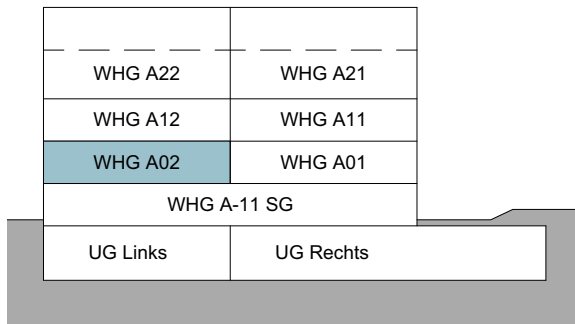 WHG A22 WHG A21
WHG A12 WHG A11
WHG A02 WHG A01
WHG A-11 SG
UG Links UG Rechts